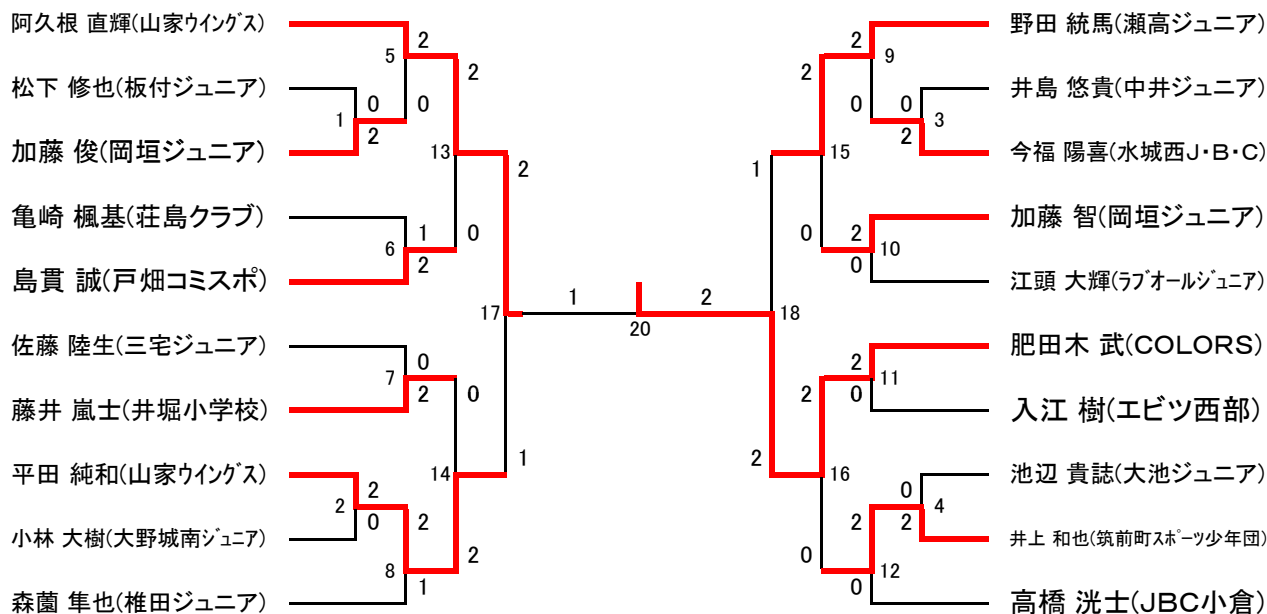 阿久根 直輝(山家ウイングス)
松下 修也(板付ジュニア)
加藤 俊(岡垣ジュニア)
亀崎 楓基(荘島クラブ)
島貫 誠(戸畑コミスポ)
佐藤 陸生(三宅ジュニア)
藤井 嵐士(井堀小学校)
平田 純和(山家ウイングス)
小林 大樹(大野城南ジュニア)
森薗 隼也(椎田ジュニア)
5
2
2
1
0
0
2
13
2
6
1
2
0
17
1
7
0
2
0
14
1
2
2
0
2
8
1
2
20
2
野田 統馬(瀬高ジュニア)
井島 悠貴(中井ジュニア)
今福 陽喜(水城西J・B・C)
加藤 智(岡垣ジュニア)
江頭 大輝(ラブオールジュニア)
肥田木 武(COLORS)
入江 樹(エビツ西部)
池辺 貴誌(大池ジュニア)
井上 和也(筑前町スポーツ少年団)
高橋 洸士(JBC小倉)
2
9
2
0
0
3
2
1
15
0
2
10
0
18
2
11
2
0
2
16
0
4
2
2
0
12
0